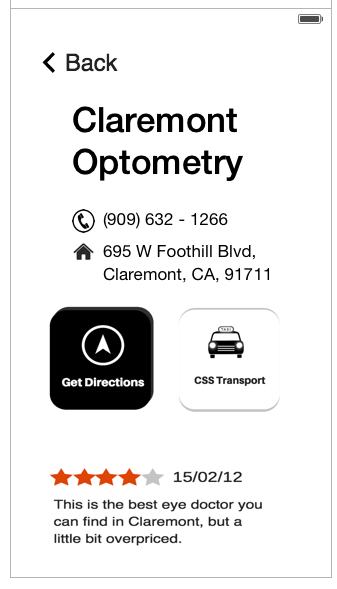 Back
Claremont
Optometry
(909) 632 - 1266
695 W Foothill Blvd,
Claremont, CA, 91711
TAXI
Get Directions
CSS Transport
15/02/12
This is the best eye doctor you
can find in Claremont, but a
little bit overpriced.